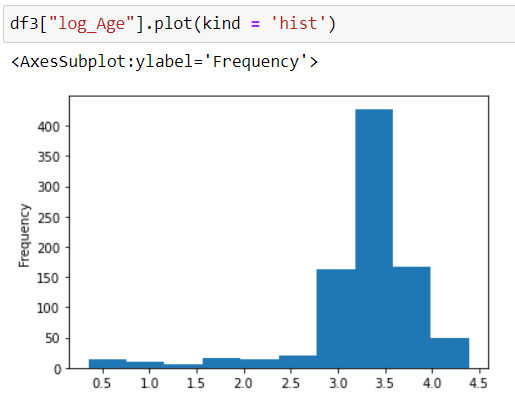 df3["log_Age"].plot(kind = 'hist')
<AxesSubplot:ylabel='Frequency'>
400
350
300
250
200
150
100
50
0
Frequency
0.5 1.0 1.5 2.0 2.5 3.0 3.5 4.0 4.5